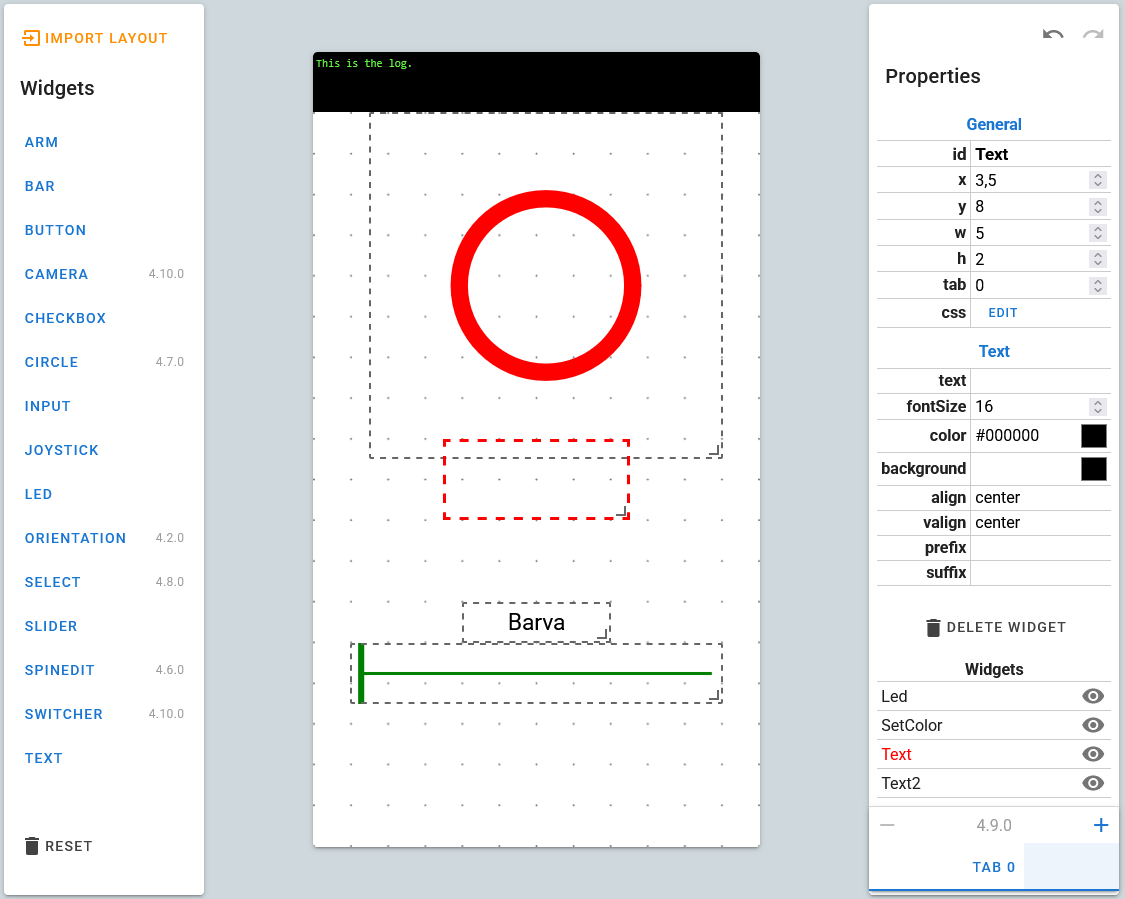 IMPORT LAYOUT
Widgets
ARM
BAR
BUTTON
CAMERA 4.10.0
CHECKBOX
CIRCLE 4.7.0
INPUT
JOYSTICK
LED
ORIENTATION 4.2.0
SELECT 4.8.0
SLIDER
SPINEDIT 4.6.0
SWITCHER 4.10.0
TEXT
RESET
This is the log.
Barva
Properties
General
id Text
x 3,5
y 8
w 5
h 2
tab 0
css EDIT
Text
text
fontSize 16
color #000000
background
align center
valign center
prefix
suffix
DELETE WIDGET
Widgets
Led
SetColor
Text
Text2
4.9.0
TAB 0